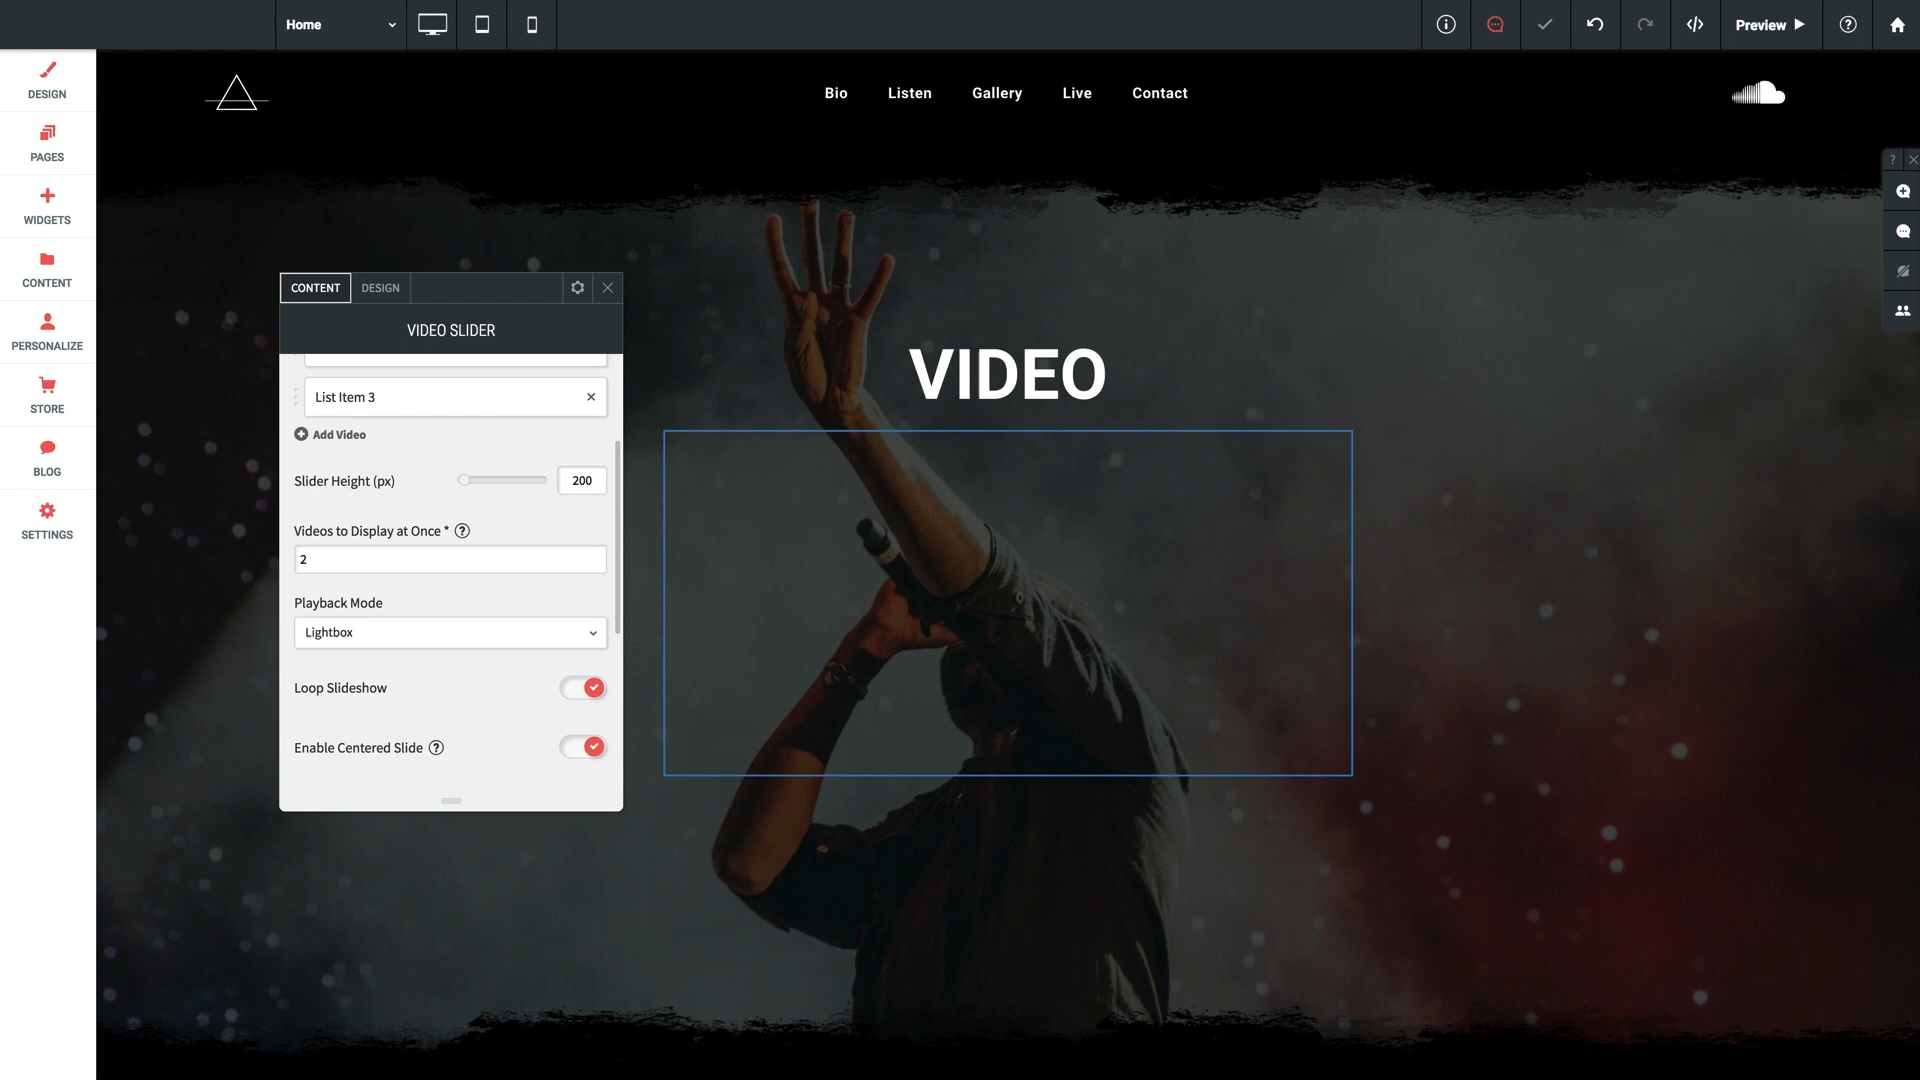 Home
Preview
DESIGN
PAGES
WIDGETS
CONTENT
PERSONALIZE
STORE
BLOG
SETTINGS
Bio
Listen
Gallery
Live
Contact
CONTENT
DESIGN
VIDEO SLIDER
List Item 3
Add Video
Slider Height (px)
200
Videos to Display at Once *
2
Playback Mode
Lightbox
Loop Slideshow
Enable Centered Slide
VIDEO